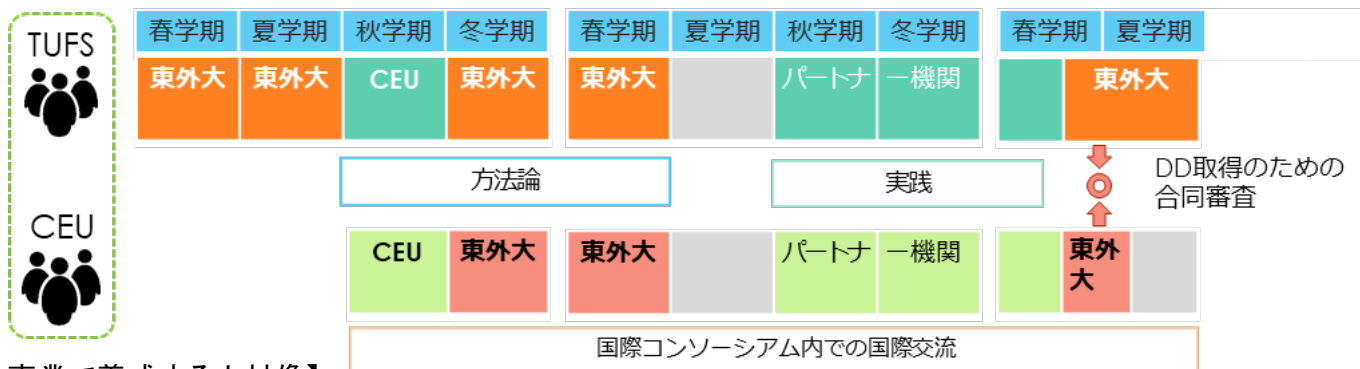 TUFS
春学期 夏学期 秋学期 冬学期 春学期 夏学期 秋学期 冬学期 春学期 夏学期
東外大 東外大 CEU 東外大 東外大 パートナー機関 東外大
方法論 実践
DD取得のための
合同審査
CEU
CEU 東外大 東外大 パートナー機関 東外
大
国際コンソーシアム内での国際交流